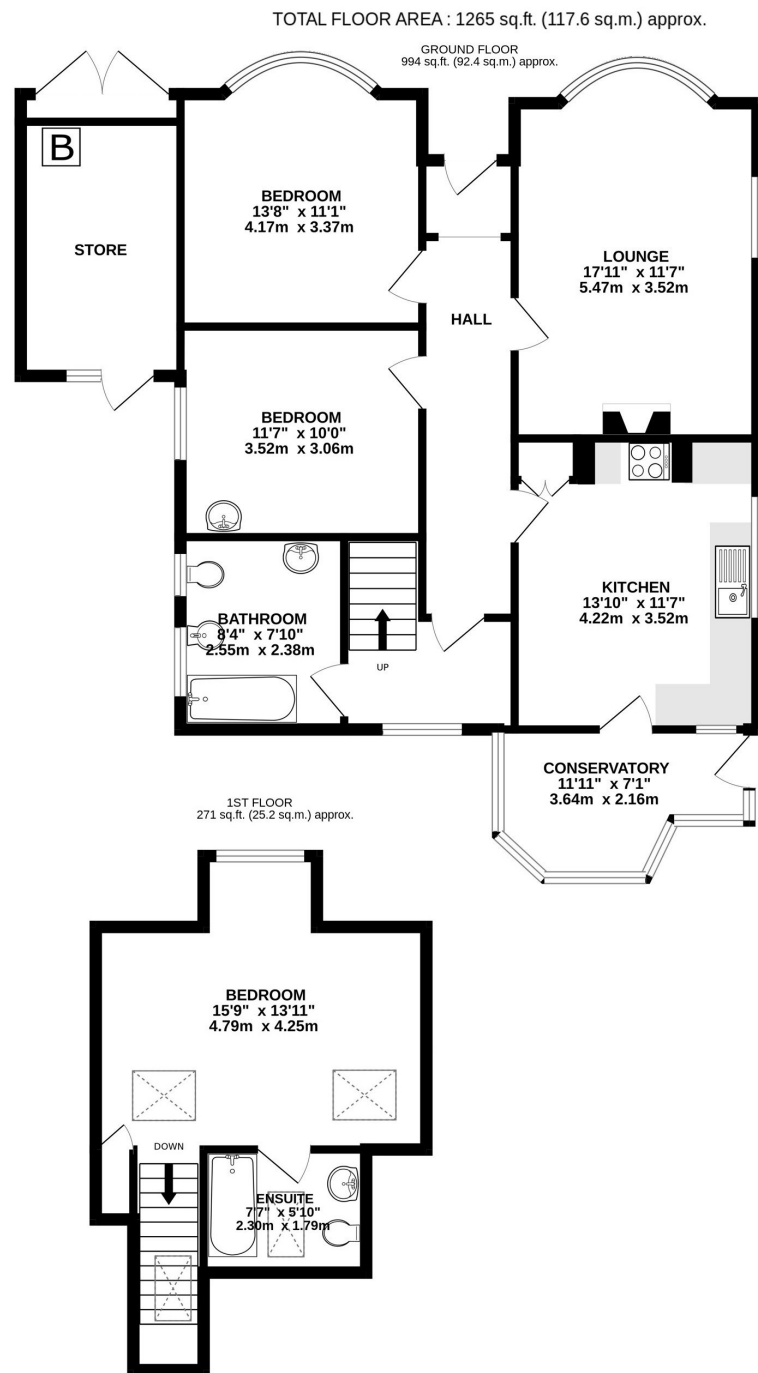 TOTAL FLOOR AREA : 1265 sq.ft. (117.6 sq.m.) approx.
GROUND FLOOR
994 sq.ft. (92.4 sq.m.) approx.
B
STORE
BEDROOM
13'8" x 11'1"
4.17m x 3.37m
HALL
LOUNGE
17'11" x 11'7"
5.47m x 3.52m
BEDROOM
11'7" x 10'0"
3.52m x 3.06m
KITCHEN
13'10" x 11'7"
4.22m x 3.52m
BATHROOM
8'4" x 7'10"
2.55m x 2.38m
UP
CONSERVATORY
11'11" x 7'1"
3.64m x 2.16m
1ST FLOOR
271 sq.ft. (25.2 sq.m.) approx.
BEDROOM
15'9" x 13'11"
4.79m x 4.25m
DOWN
ENSUITE
7'7" x 5'10"
2.30m x 1.79m